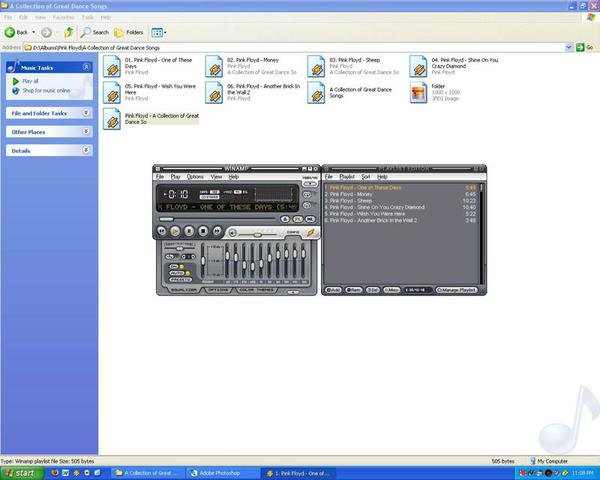 A Collection of Great Dance Songs
File Edit View Favorites Tools Help
Back Search Folders
Address D:\Albums\Pink Floyd\A Collection of Great Dance Songs Go
Music Tasks
Play all
Shop for music online
File and Folder Tasks
Other Places
Details
01. Pink Floyd - One of These Days
Pink Floyd
02. Pink Floyd - Money
Pink Floyd
A Collection of Great Dance So
03. Pink Floyd - Sheep
Pink Floyd
A Collection of Great Dance So
04. Pink Floyd - Shine On You Crazy Diamond
Pink Floyd
05. Pink Floyd - Wish You Were Here
Pink Floyd
06. Pink Floyd - Another Brick In the Wall 2
Pink Floyd
A Collection of Great Dance Songs
folder
1000 x 1000
JPEG Image
Pink Floyd - A Collection of Great Dance So
WINAMP
File Play Options View Help
0:10
FLOYD - ONE OF THESE DAYS (5:49
CONFIG
ON
AUTO
PRESETS
EQUALIZER OPTIONS COLOR THEMES
PLAYLIST EDITOR
File Playlist Sort Help
1. Pink Floyd - One of These Days 5:49
2. Pink Floyd - Money 6:45
3. Pink Floyd - Sheep 10:23
4. Pink Floyd - Shine On You Crazy Diamond 10:40
5. Pink Floyd - Wish You Were Here 5:22
6. Pink Floyd - Another Brick In the Wall 2 3:48
Add Rem Sel Misc Manage Playlist
Type: Winamp playlist file Size: 505 bytes 505 bytes My Computer
start A Collection of Great ... Adobe Photoshop 1. Pink Floyd - One of... 11:08 PM